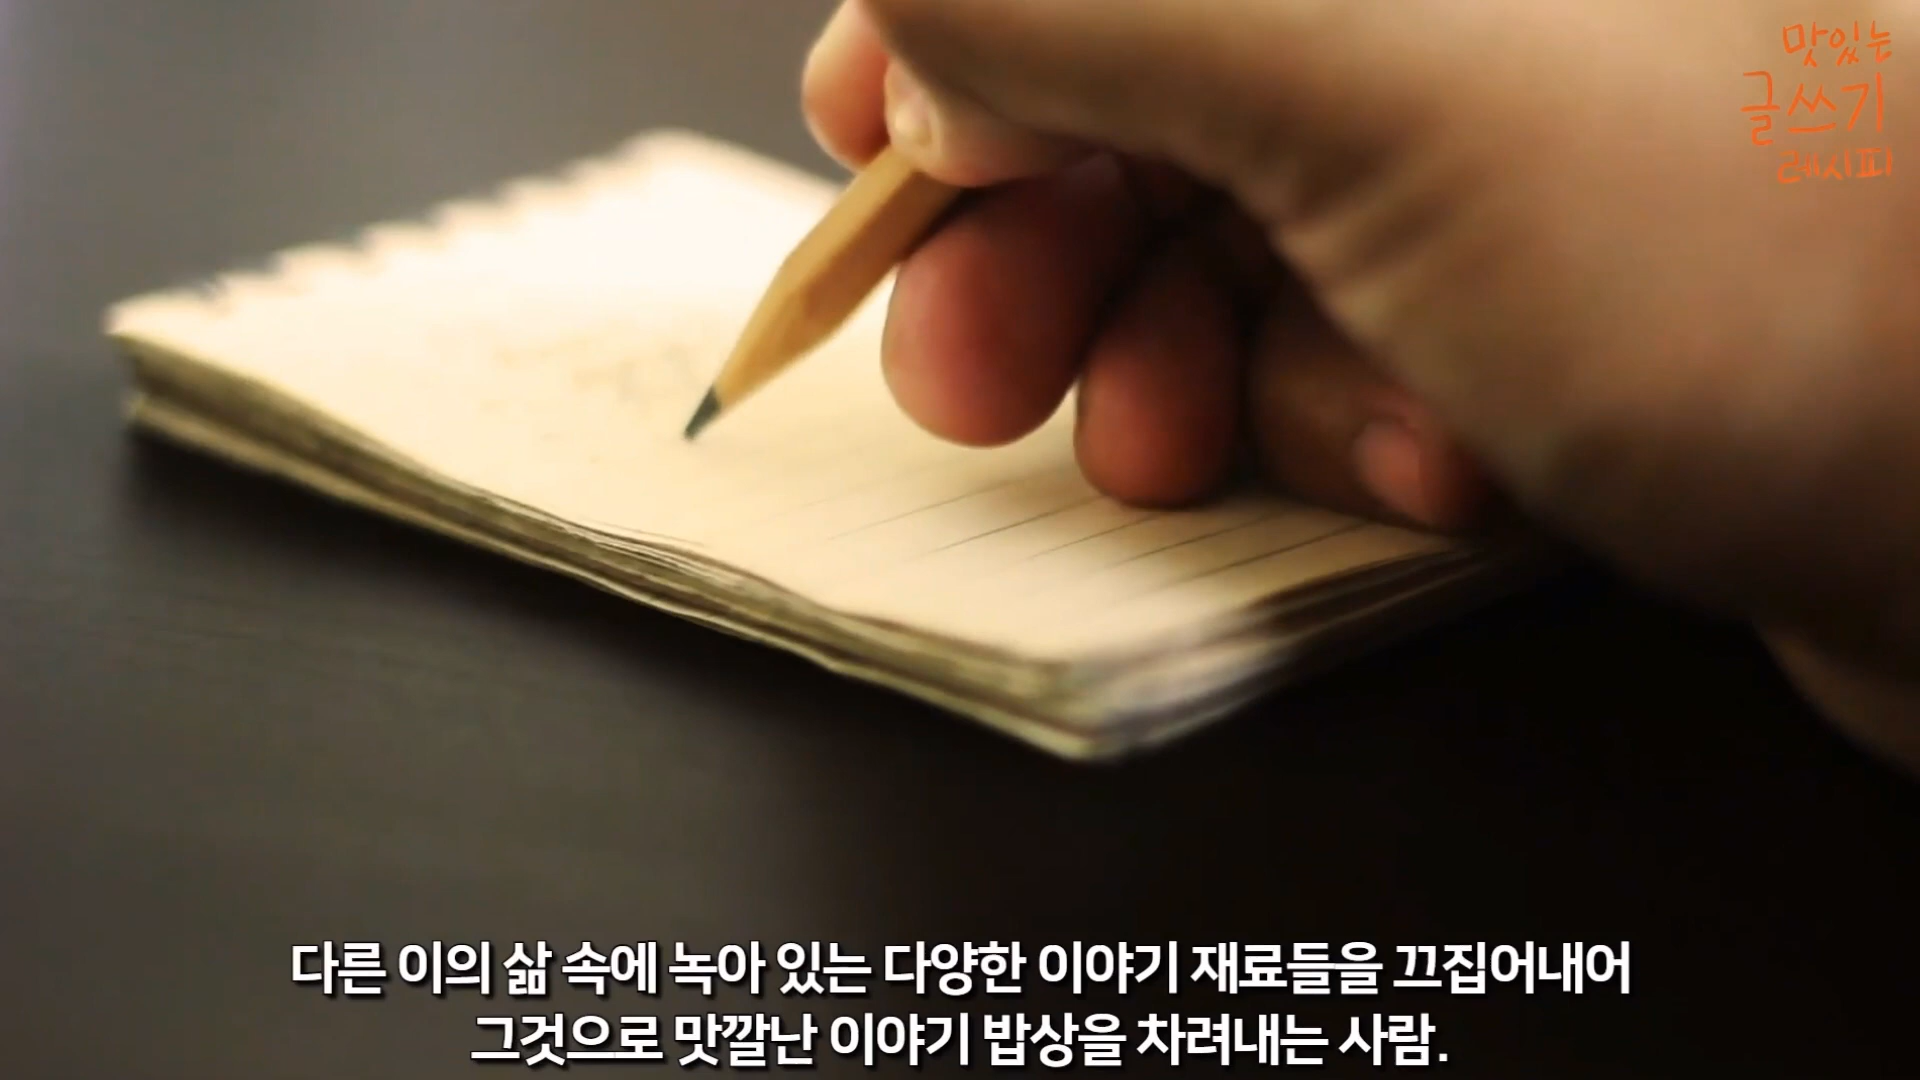 맛있는
글쓰기
레시피
다른 이의 삶 속에 녹아 있는 다양한 이야기 재료들을 끄집어내어
그것으로 맛깔난 이야기 밥상을 차려내는 사람.